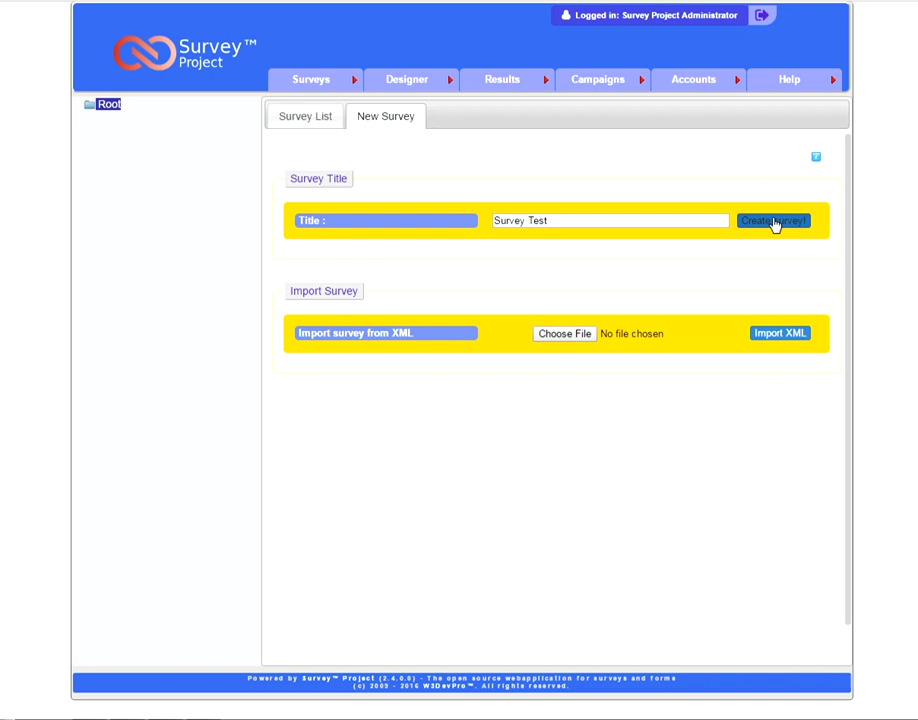 Logged in: Survey Project Administrator
Survey™
Project
Surveys
Designer
Results
Campaigns
Accounts
Help
Root
Survey List
New Survey
?
Survey Title
Title :
Survey Test
Create survey!
Import Survey
Import survey from XML
Choose File No file chosen
Import XML
Powered by Survey™ Project (2.4.0.0) - The open source webapplication for surveys and forms
(c) 2005 - 2016 W3DevPro™. All rights reserved.